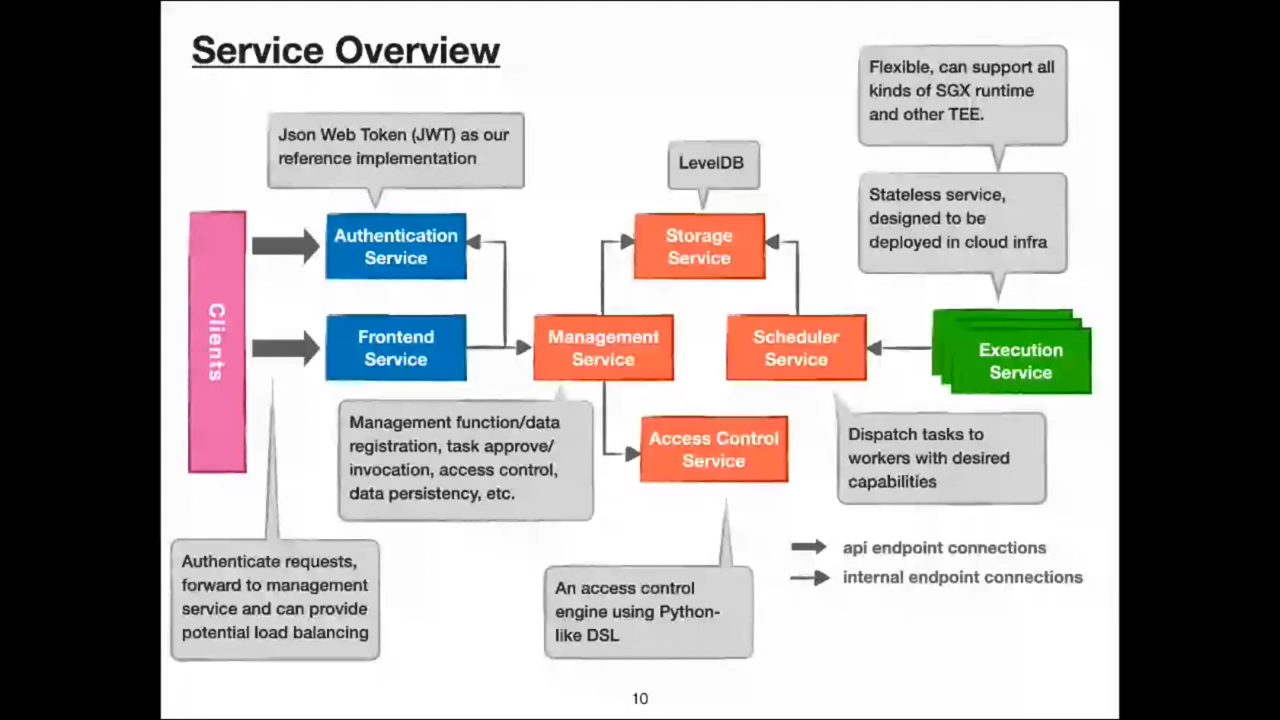 Service Overview
Flexible, can support all
kinds of SGX runtime
and other TEE.
Json Web Token (JWT) as our
reference implementation
LevelDB
Stateless service,
designed to be
deployed in cloud infra
Clients
Authentication
Service
Storage
Service
Frontend
Service
Management
Service
Scheduler
Service
Execution
Service
Management function/data
registration, task approve/
invocation, access control,
data persistency, etc.
Access Control
Service
Dispatch tasks to
workers with desired
capabilities
Authenticate requests,
forward to management
service and can provide
potential load balancing
An access control
engine using Python-
like DSL
api endpoint connections
internal endpoint connections
10